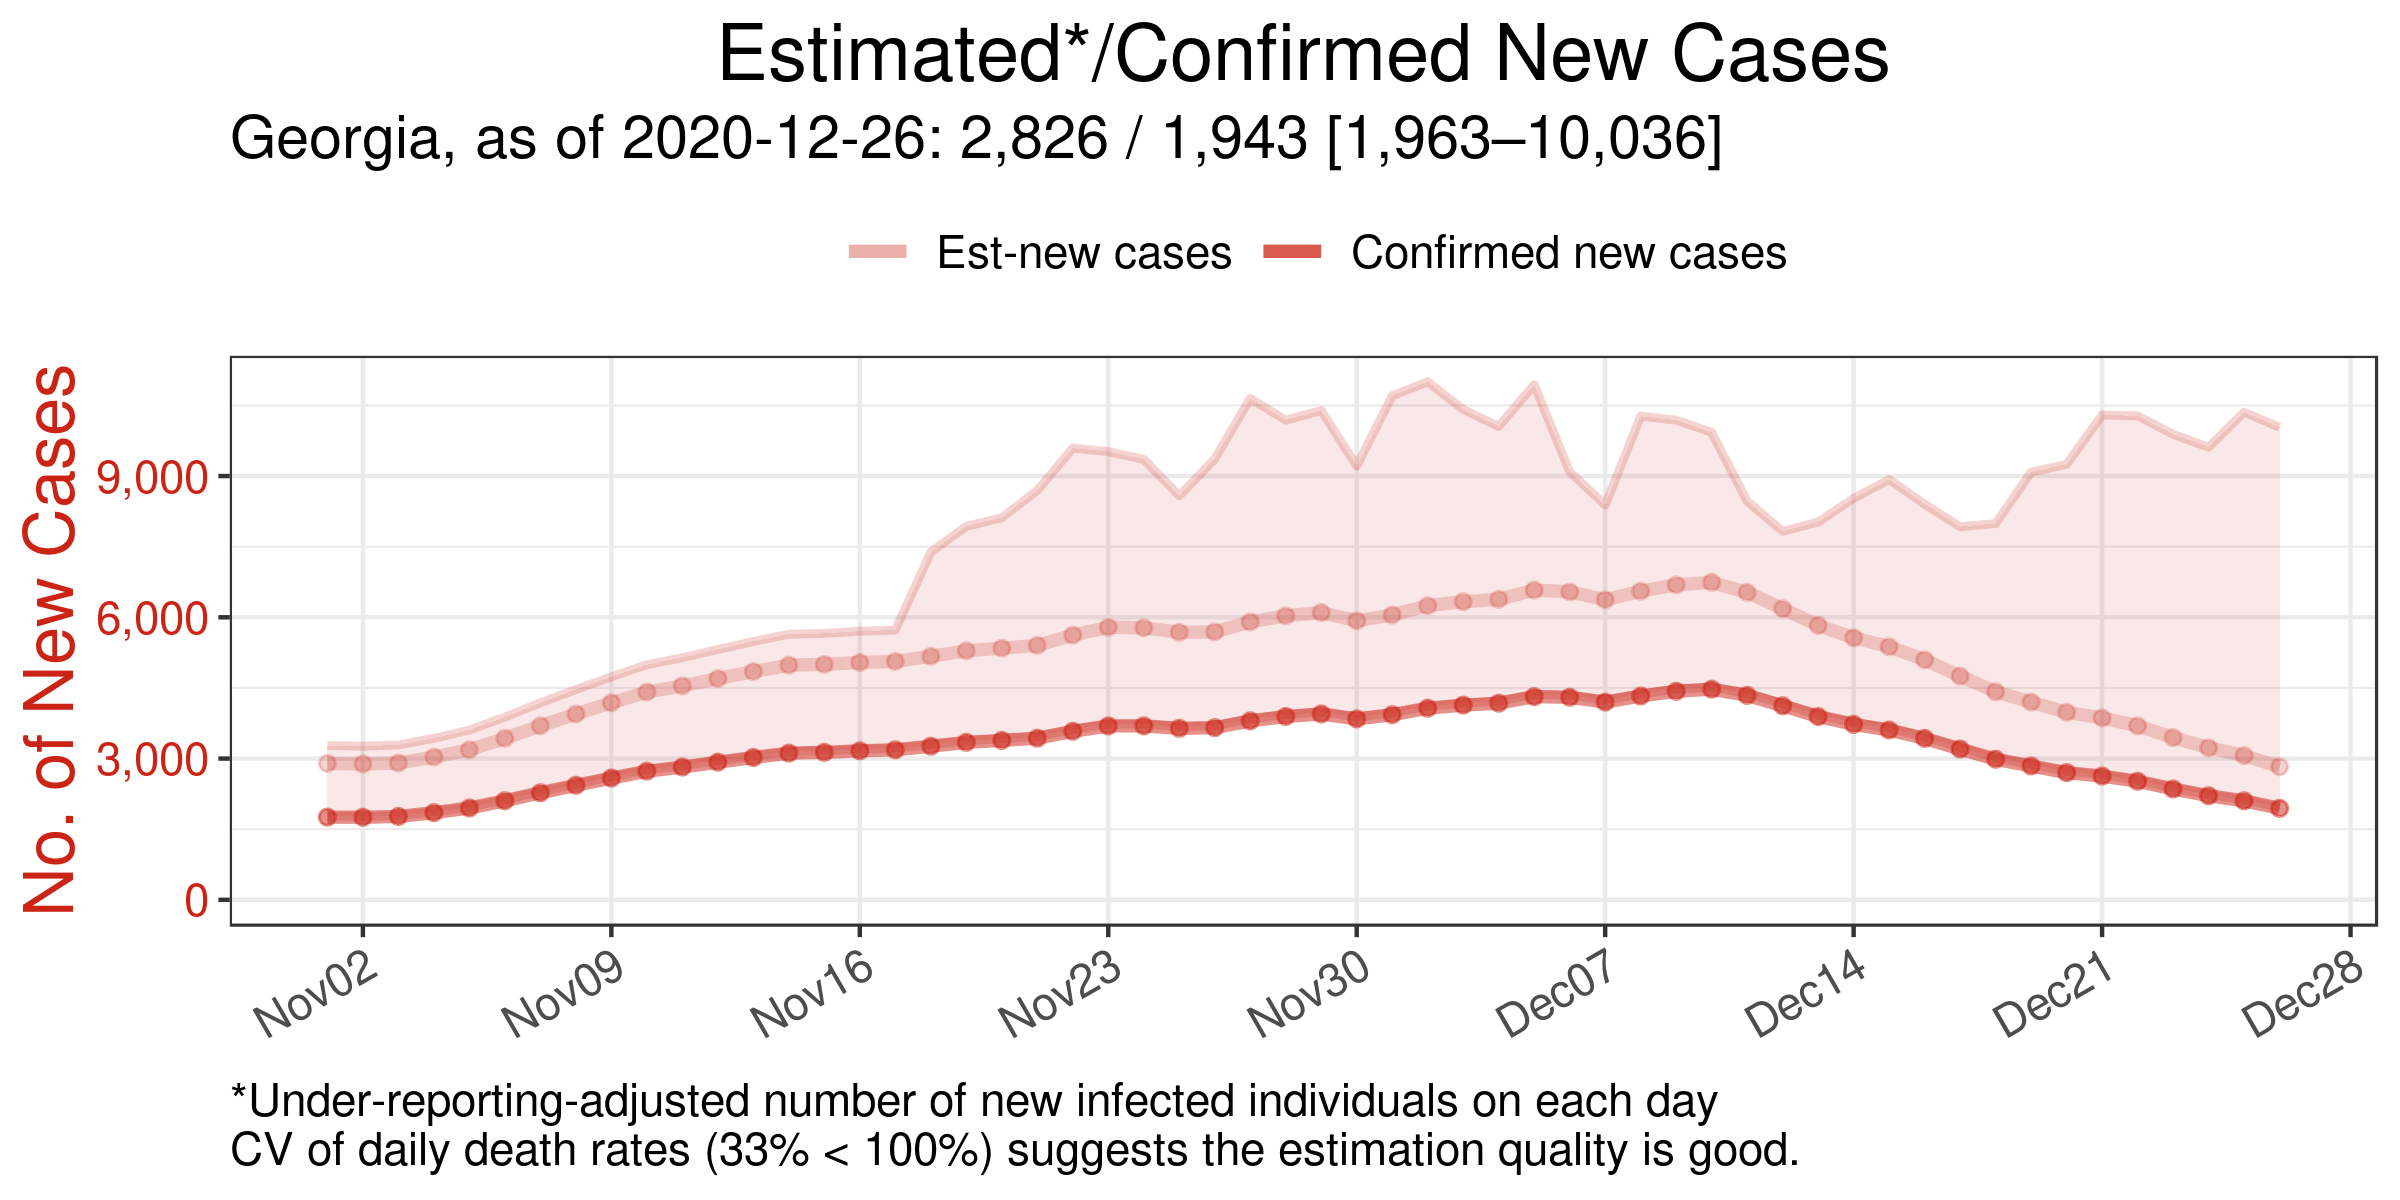 Estimated*/Confirmed New Cases
Georgia, as of 2020-12-26: 2,826 / 1,943 [1,963–10,036]
Est-new cases
Confirmed new cases
No. of New Cases
9,000
6,000
3,000
0
Nov02
Nov09
Nov16
Nov23
Nov30
Dec07
Dec14
Dec21
Dec28
*Under-reporting-adjusted number of new infected individuals on each day
CV of daily death rates (33% < 100%) suggests the estimation quality is good.